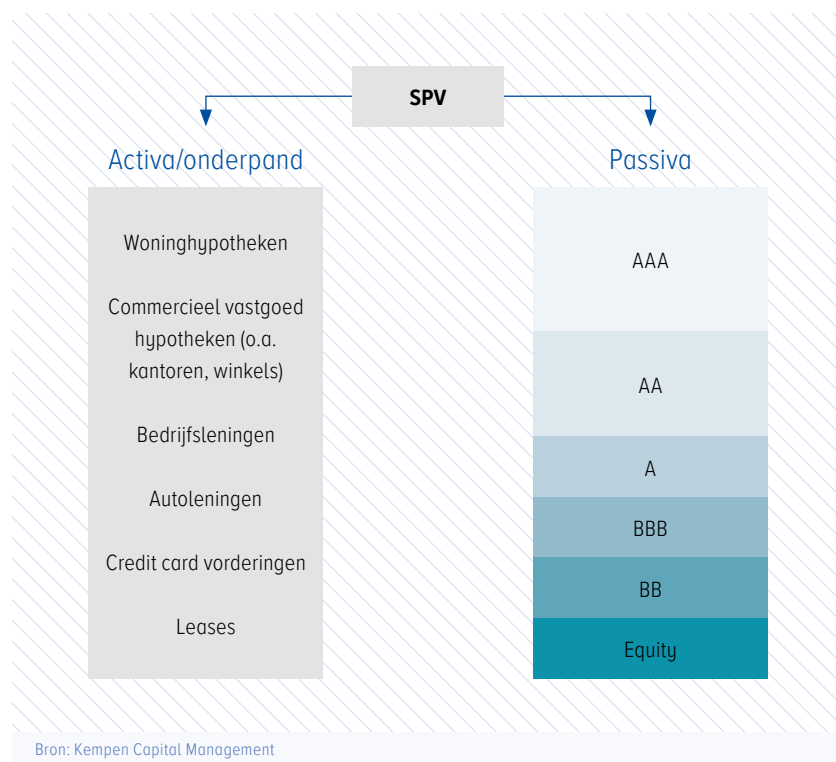 SPV
Activa/onderpand
Woninghypotheken
Commercieel vastgoed
hypotheken (o.a.
kantoren, winkels)
Bedrijfsleningen
Autoleningen
Credit card vorderingen
Leases
Passiva
AAA
AA
A
BBB
BB
Equity
Bron: Kempen Capital Management